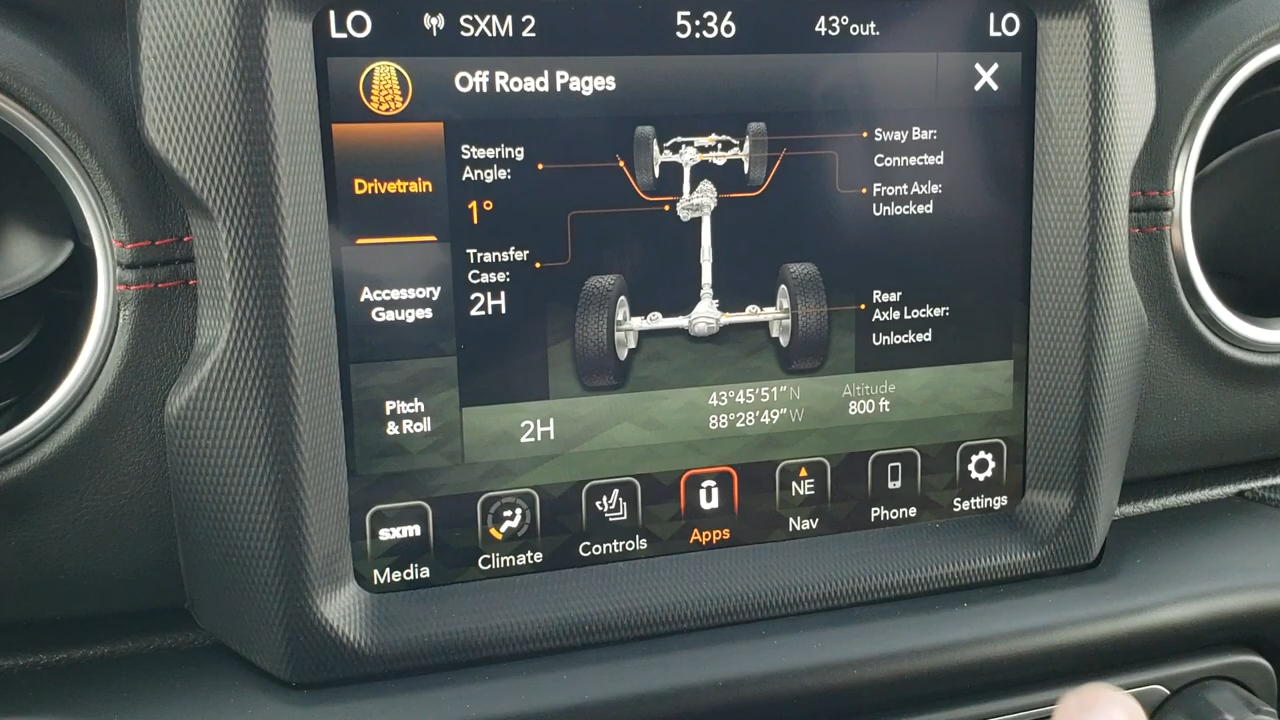 LO SXM 2 5:36 43°out. LO
Off Road Pages X
Drivetrain
Accessory
Gauges
Pitch
& Roll
Steering
Angle:
1°
Transfer
Case:
2H
Sway Bar:
Connected
Front Axle:
Unlocked
Rear
Axle Locker:
Unlocked
2H
43°45'51" N
88°28'49" W
Altitude
800 ft
sxm
Media
Climate
Controls
û
Apps
NE
Nav
Phone
Settings